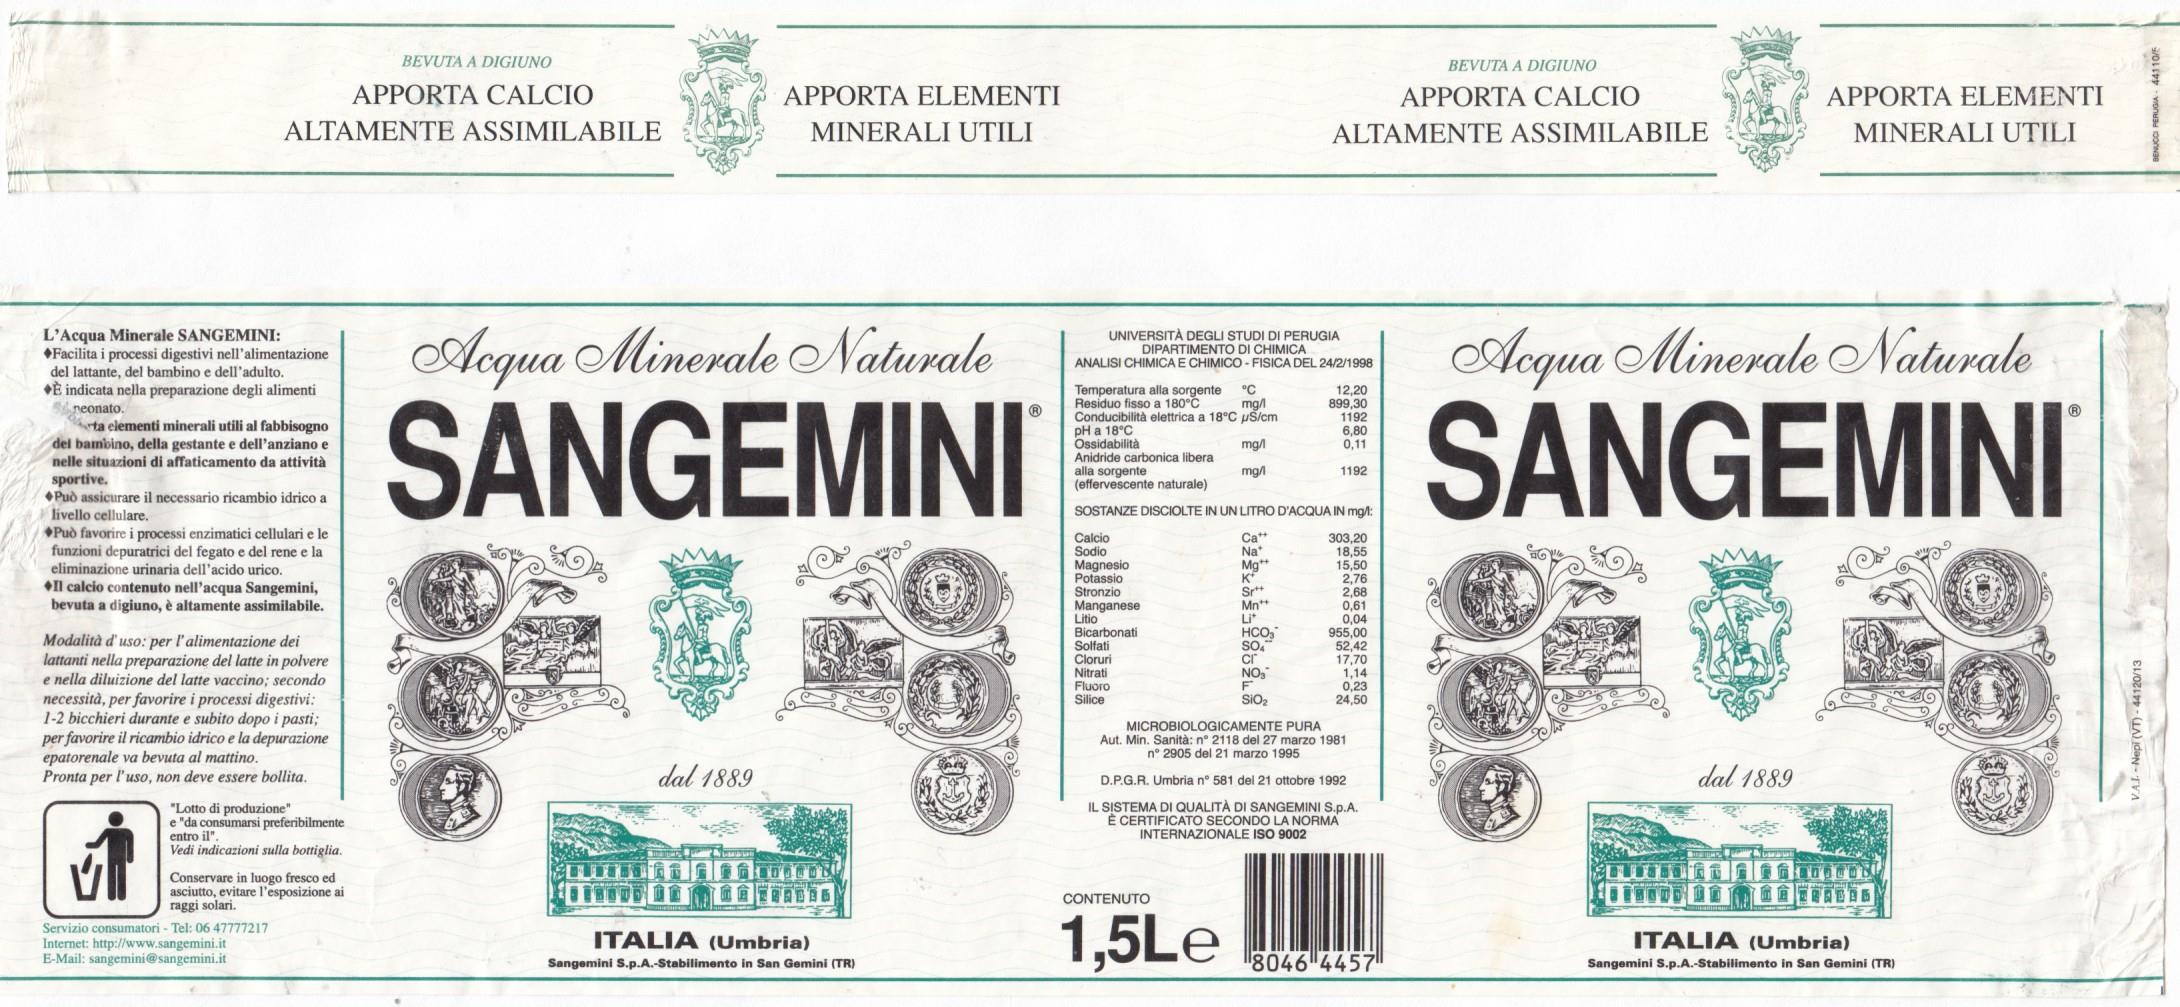 BEVUTA A DIGIUNO
APPORTA CALCIO
ALTAMENTE ASSIMILABILE
APPORTA ELEMENTI
MINERALI UTILI
BEVUTA A DIGIUNO
APPORTA CALCIO
ALTAMENTE ASSIMILABILE
APPORTA ELEMENTI
MINERALI UTILI
BENUCCI PERUGIA - 44110/F
L'Acqua Minerale SANGEMINI:
♦Facilita i processi digestivi nell'alimentazione
del lattante, del bambino e dell'adulto.
♦È indicata nella preparazione degli alimenti
neonato.
rta elementi minerali utili al fabbisogno
del bambino, della gestante e dell'anziano e
nelle situazioni di affaticamento da attività
sportive.
♦Può assicurare il necessario ricambio idrico a
livello cellulare.
♦Può favorire i processi enzimatici cellulari e le
funzioni depuratrici del fegato e del rene e la
eliminazione urinaria dell'acido urico.
♦Il calcio contenuto nell'acqua Sangemini,
bevuta a digiuno, è altamente assimilabile.
Modalità d'uso: per l'alimentazione dei
lattanti nella preparazione del latte in polvere
e nella diluizione del latte vaccino; secondo
necessità, per favorire i processi digestivi:
1-2 bicchieri durante e subito dopo i pasti;
per favorire il ricambio idrico e la depurazione
epatorenale va bevuta al mattino.
Pronta per l'uso, non deve essere bollita.
"Lotto di produzione"
e "da consumarsi preferibilmente
entro il".
Vedi indicazioni sulla bottiglia.
Conservare in luogo fresco ed
asciutto, evitare l'esposizione ai
raggi solari.
Servizio consumatori - Tel: 06 47777217
Internet: http://www.sangemini.it
E-Mail: sangemini@sangemini.it
Acqua Minerale Naturale
SANGEMINI®
dal 1889
ITALIA (Umbria)
Sangemini S.p.A.-Stabilimento in San Gemini (TR)
UNIVERSITÀ DEGLI STUDI DI PERUGIA
DIPARTIMENTO DI CHIMICA
ANALISI CHIMICA E CHIMICO - FISICA DEL 24/2/1998
Temperatura alla sorgente °C 12,20
Residuo fisso a 180°C mg/l 899,30
Conducibilità elettrica a 18°C µS/cm 1192
pH a 18°C 6,80
Ossidabilità mg/l 0,11
Anidride carbonica libera
alla sorgente mg/l 1192
(effervescente naturale)
SOSTANZE DISCIOLTE IN UN LITRO D'ACQUA IN mg/l:
Calcio Ca++ 303,20
Sodio Na+ 18,55
Magnesio Mg++ 15,50
Potassio K+ 2,76
Stronzio Sr++ 2,68
Manganese Mn++ 0,61
Litio Li+ 0,04
Bicarbonati HCO3- 955,00
Solfati SO4-- 52,42
Cloruri Cl- 17,70
Nitrati NO3- 1,14
Fluoro F- 0,23
Silice SiO2 24,50
MICROBIOLOGICAMENTE PURA
Aut. Min. Sanità: n° 2118 del 27 marzo 1981
n° 2905 del 21 marzo 1995
D.P.G.R. Umbria n° 581 del 21 ottobre 1992
IL SISTEMA DI QUALITÀ DI SANGEMINI S.p.A.
È CERTIFICATO SECONDO LA NORMA
INTERNAZIONALE ISO 9002
CONTENUTO
1,5L e
8046 4457
Acqua Minerale Naturale
SANGEMINI®
dal 1889
ITALIA (Umbria)
Sangemini S.p.A.-Stabilimento in San Gemini (TR)
V.A.I. - Nepi (VT) - 44120/13